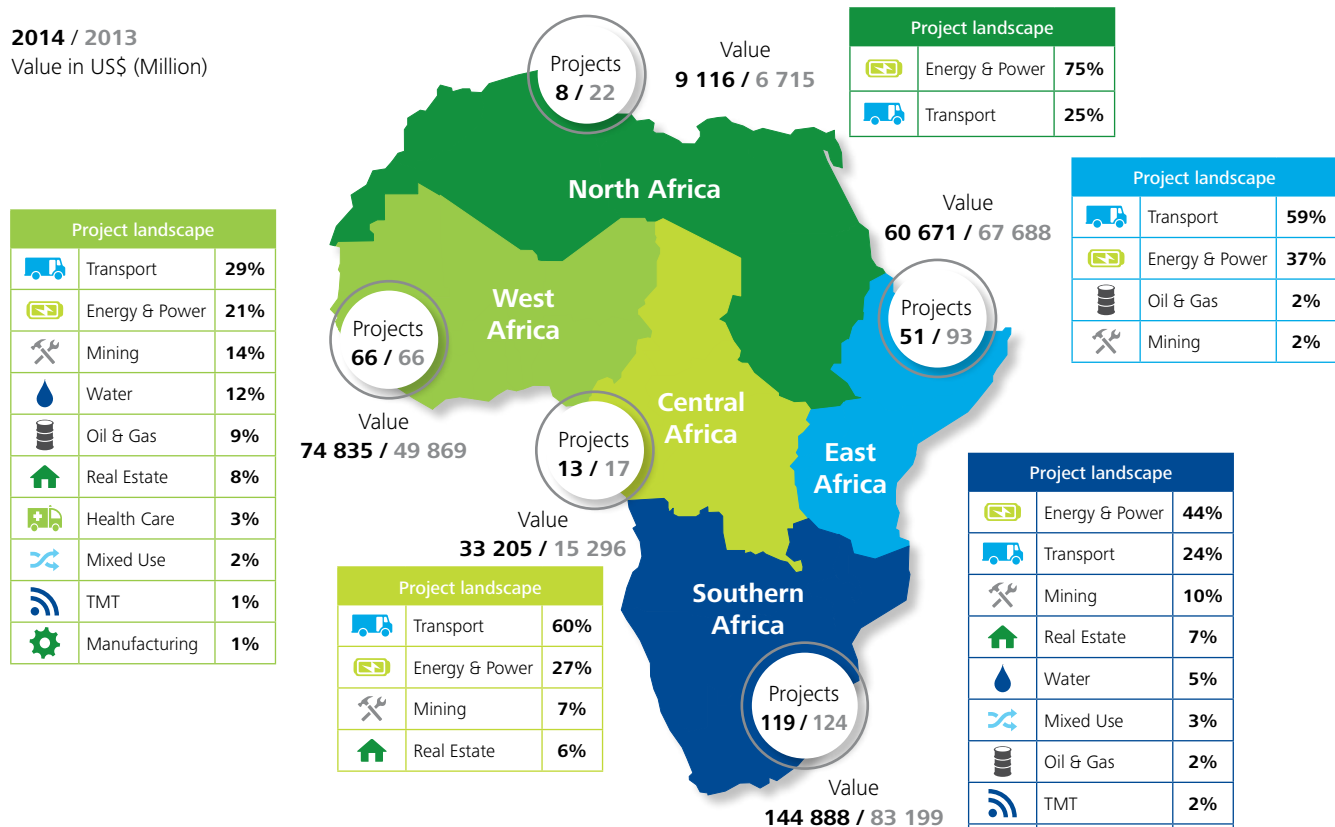 2014 / 2013
Value in US$ (Million)
Projects
8 / 22
Value
9 116 / 6 715
Project landscape
Energy & Power 75%
Transport 25%
North Africa
Value
60 671 / 67 688
Projects
51 / 93
Project landscape
Transport 59%
Energy & Power 37%
Oil & Gas 2%
Mining 2%
Project landscape
Transport 29%
Energy & Power 21%
Mining 14%
Water 12%
Oil & Gas 9%
Real Estate 8%
Health Care 3%
Mixed Use 2%
TMT 1%
Manufacturing 1%
West
Africa
Projects
66 / 66
Value
74 835 / 49 869
Central
Africa
Projects
13 / 17
Value
33 205 / 15 296
Project landscape
Transport 60%
Energy & Power 27%
Mining 7%
Real Estate 6%
East
Africa
Southern
Africa
Projects
119 / 124
Value
144 888 / 83 199
Project landscape
Energy & Power 44%
Transport 24%
Mining 10%
Real Estate 7%
Water 5%
Mixed Use 3%
Oil & Gas 2%
TMT 2%